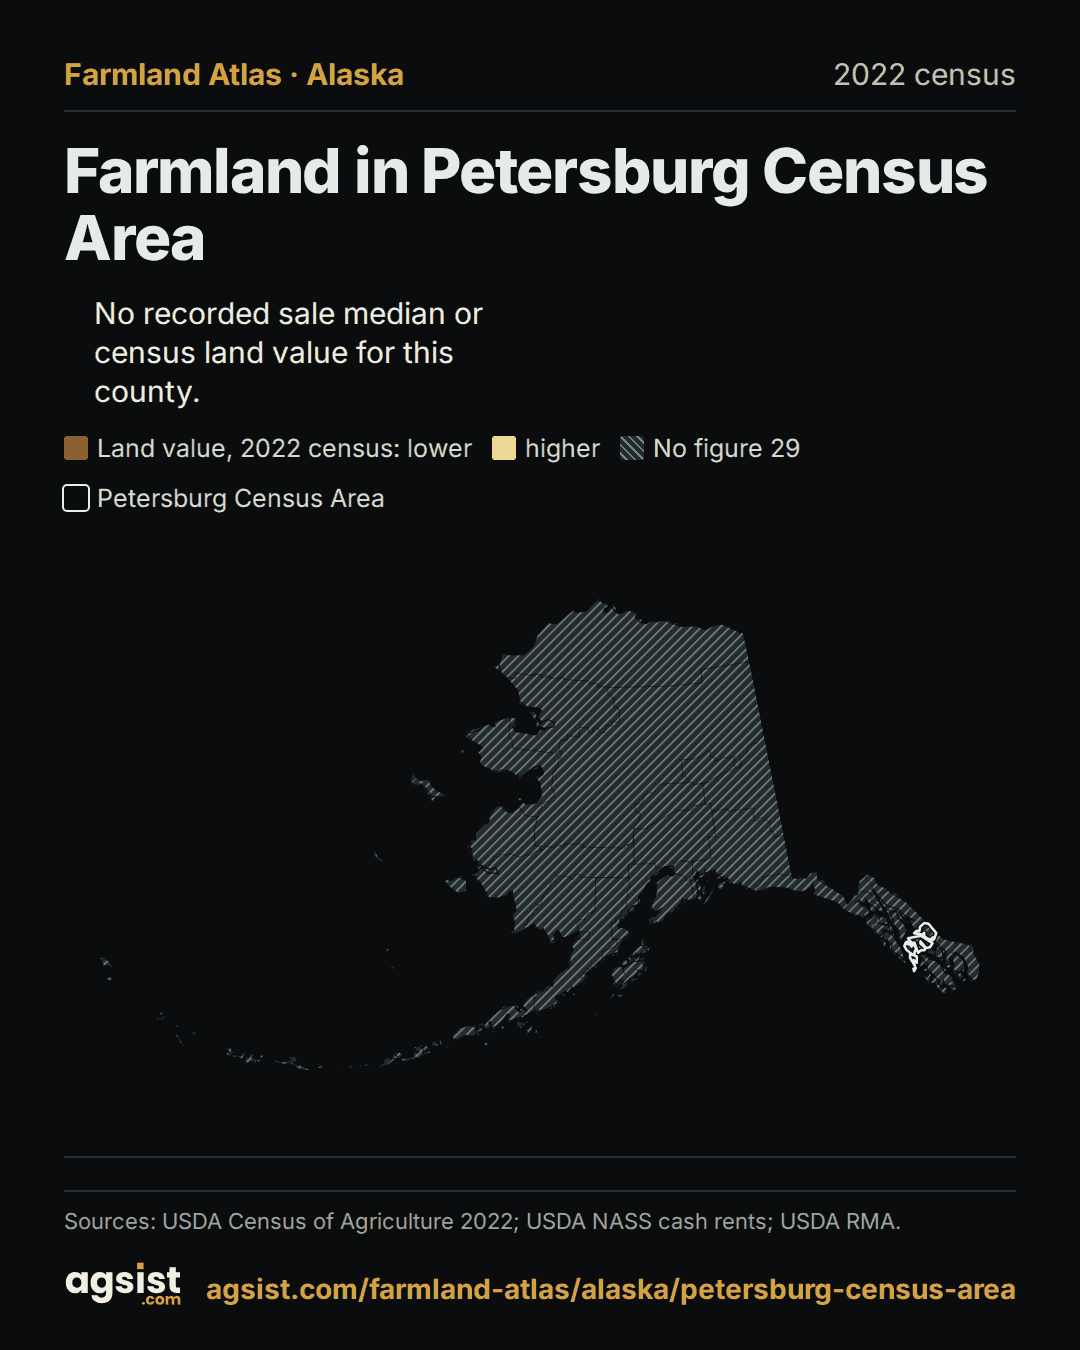 Farmland Atlas · Alaska
2022 census
Farmland in Petersburg Census
Area
No recorded sale median or
census land value for this
county.
Land value, 2022 census: lower
higher
No figure 29
Petersburg Census Area
Sources: USDA Census of Agriculture 2022; USDA NASS cash rents; USDA RMA.
agsist
.com
agsist.com/farmland-atlas/alaska/petersburg-census-area